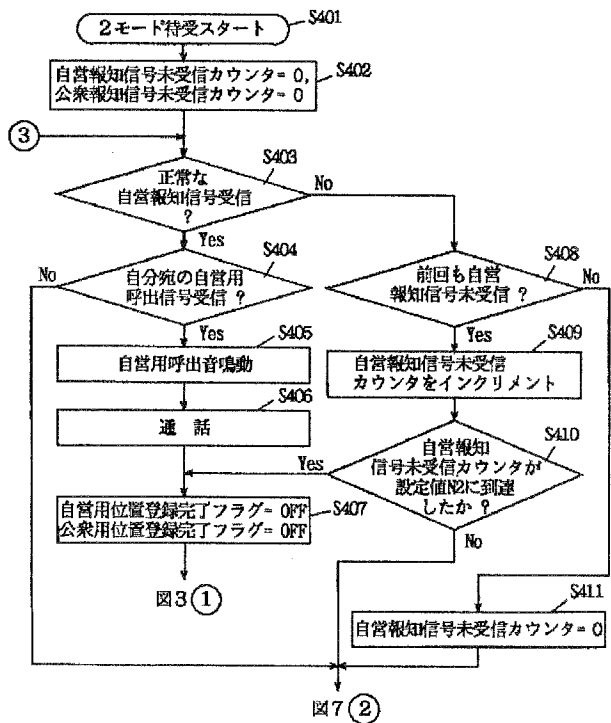 S401
2モード待受スタート
S402
自営報知信号未受信カウンタ= 0,
公衆報知信号未受信カウンタ= 0
3
S403
正常な
自営報知信号受信
?
No
Yes
S404
No
自分宛の自営用
呼出信号受信 ?
Yes
S405
自営用呼出音鳴動
S406
通 話
S407
自営用位置登録完了フラグ= OFF
公衆用位置登録完了フラグ= OFF
図3 1
S408
前回も自営
報知信号未受信 ?
No
Yes
S409
自営報知信号未受信
カウンタをインクリメント
S410
自営報知
信号未受信カウンタが
設定値N2に到達
したか ?
Yes
No
S411
自営報知信号未受信カウンタ= 0
図7 2